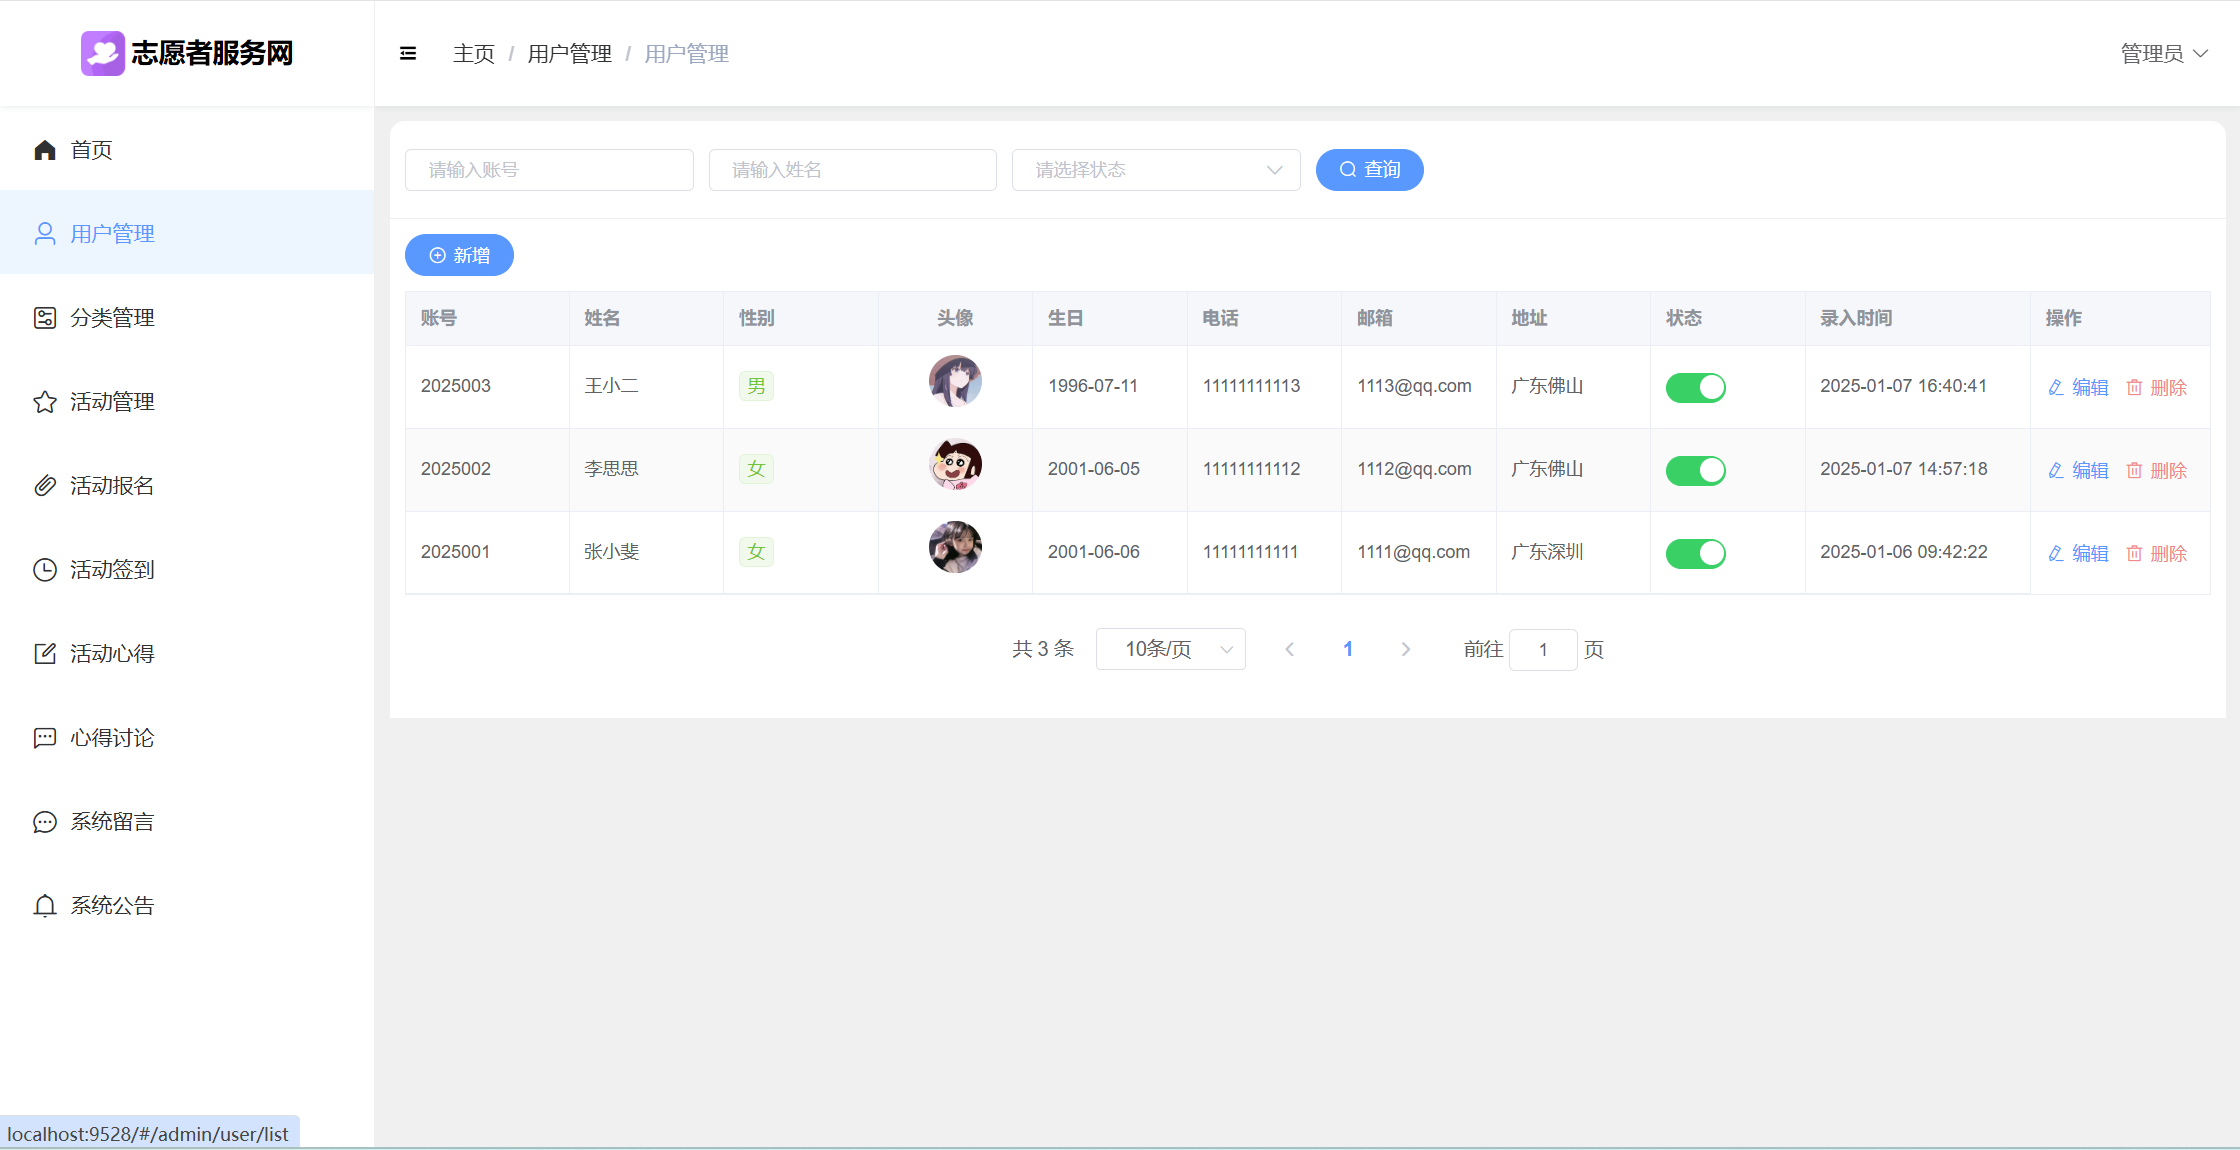 志愿者服务网
主页 / 用户管理 / 用户管理
管理员
首页
用户管理
分类管理
活动管理
活动报名
活动签到
活动心得
心得讨论
系统留言
系统公告
请输入账号 请输入姓名 请选择状态 查询
新增
账号 姓名 性别 头像 生日 电话 邮箱 地址 状态 录入时间 操作
2025003 王小二 男 1996-07-11 11111111113 1113@qq.com 广东佛山 2025-01-07 16:40:41 编辑 删除
2025002 李思思 女 2001-06-05 11111111112 1112@qq.com 广东佛山 2025-01-07 14:57:18 编辑 删除
2025001 张小斐 女 2001-06-06 11111111111 1111@qq.com 广东深圳 2025-01-06 09:42:22 编辑 删除
共 3 条 10条/页 1 前往 1 页
localhost:9528/#/admin/user/list